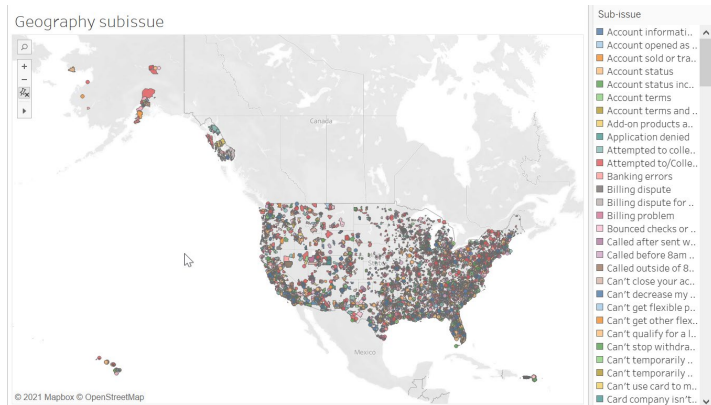 Geography subissue
Sub-issue
Account informati..
Account opened as ..
Account sold or tra..
Account status
Account status inc..
Account terms
Account terms and ..
Add-on products a..
Application denied
Attempted to colle..
Attempted to/Colle..
Banking errors
Billing dispute
Billing dispute for ..
Billing problem
Bounced checks or ..
Called after sent w..
Called before 8am ..
Called outside of 8..
Can't close your ac..
Can't decrease my ..
Can't get flexible p..
Can't get other flex..
Can't qualify for a l..
Can't stop withdra..
Can't temporarily ..
Can't temporarily ..
Can't use card to m..
Card company isn't..
Canada
Mexico
© 2021 Mapbox © OpenStreetMap